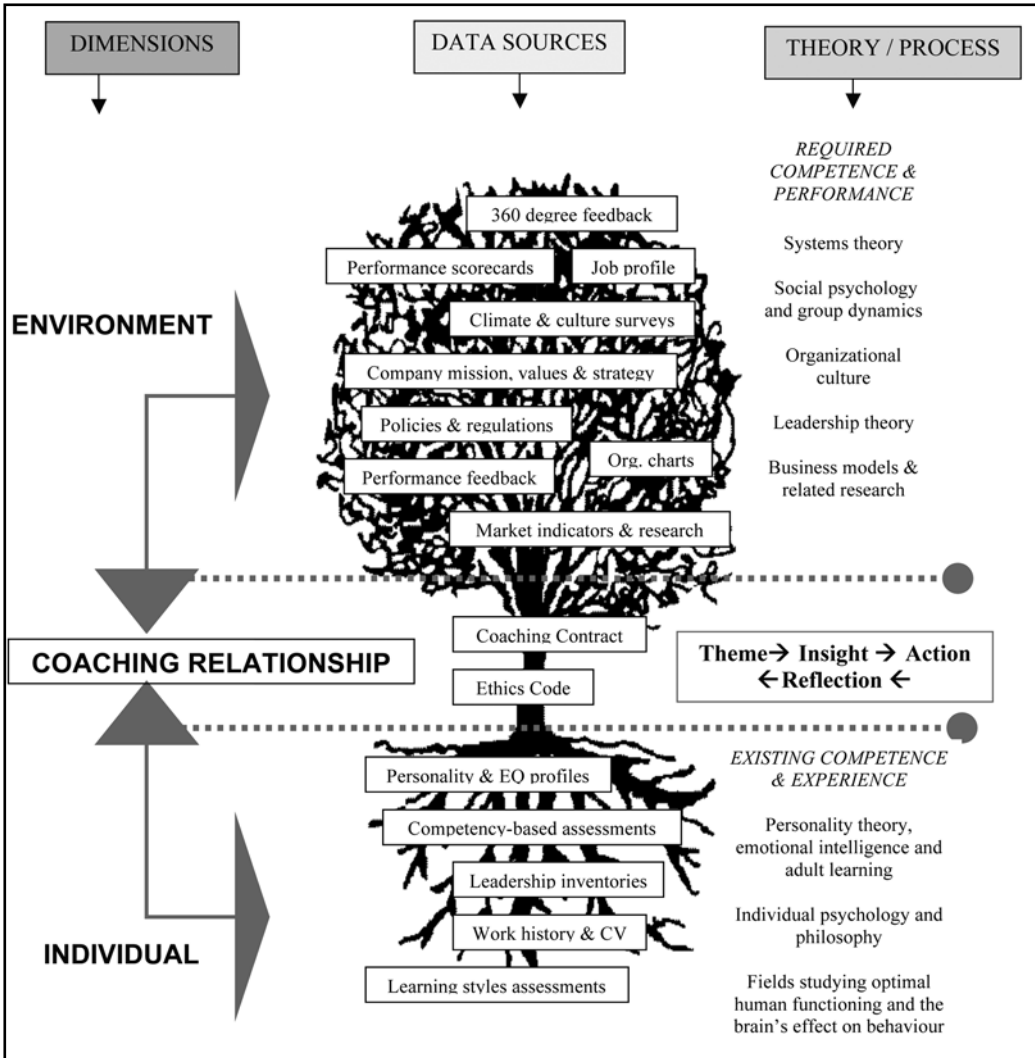 DIMENSIONS
DATA SOURCES
THEORY / PROCESS
REQUIRED
COMPETENCE &
PERFORMANCE
360 degree feedback
Systems theory
Performance scorecards
Job profile
Social psychology
and group dynamics
ENVIRONMENT
Climate & culture surveys
Organizational
culture
Company mission, values & strategy
Policies & regulations
Leadership theory
Org. charts
Performance feedback
Business models &
related research
Market indicators & research
Coaching Contract
COACHING RELATIONSHIP
Theme→ Insight → Action
←Reflection ←
Ethics Code
EXISTING COMPETENCE
& EXPERIENCE
Personality & EQ profiles
Competency-based assessments
Personality theory,
emotional intelligence and
adult learning
Leadership inventories
Individual psychology and
philosophy
Work history & CV
INDIVIDUAL
Learning styles assessments
Fields studying optimal
human functioning and the
brain's effect on behaviour